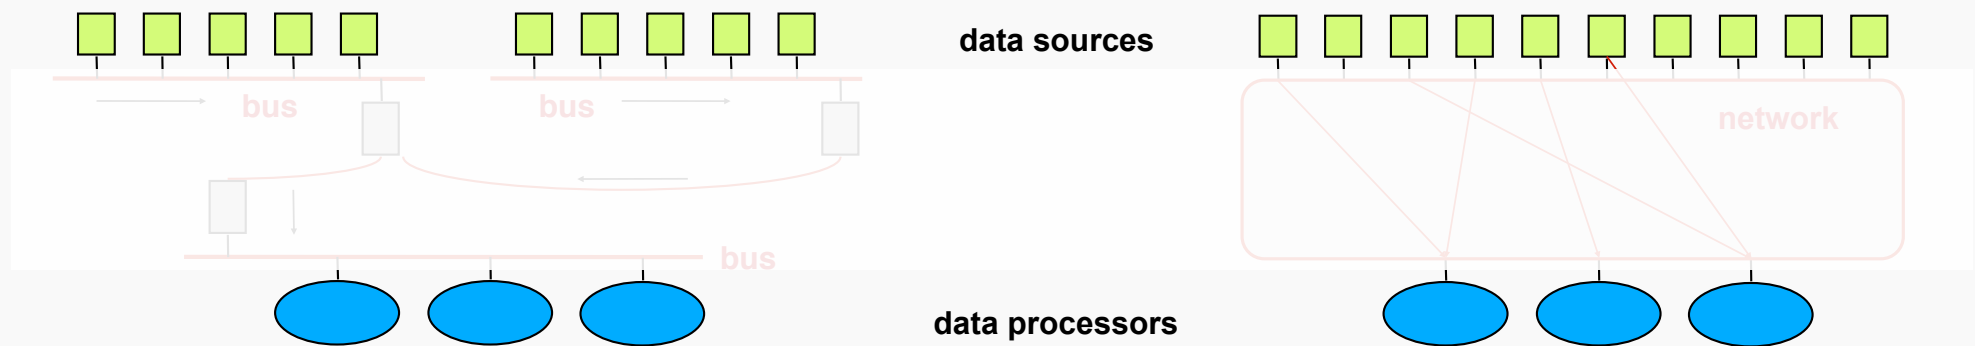 data sources
bus
bus
network
bus
data processors